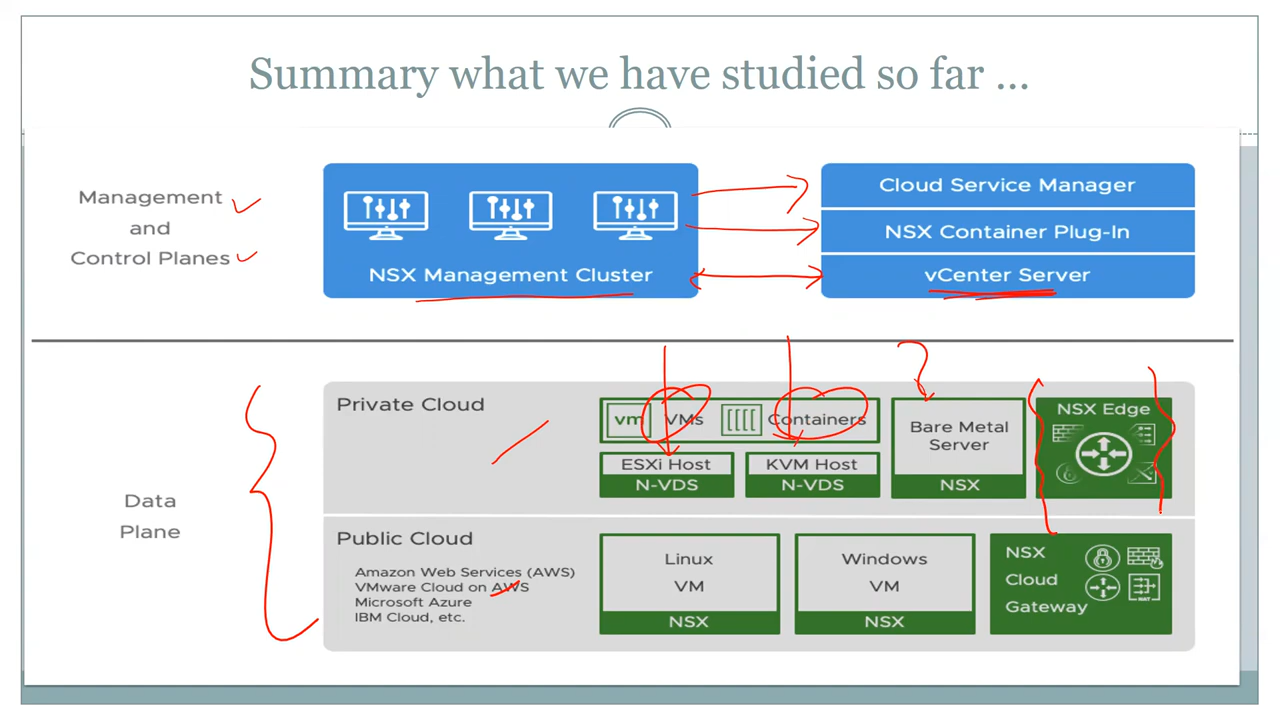 Summary what we have studied so far ...
Management
and
Control Planes
NSX Management Cluster
Cloud Service Manager
NSX Container Plug-In
vCenter Server
Data
Plane
Private Cloud
vm VMs Containers
ESXi Host
N-VDS
KVM Host
N-VDS
Bare Metal
Server
NSX
NSX Edge
Public Cloud
Amazon Web Services (AWS)
VMware Cloud on AWS
Microsoft Azure
IBM Cloud, etc.
Linux
VM
NSX
Windows
VM
NSX
NSX
Cloud
Gateway
NAT